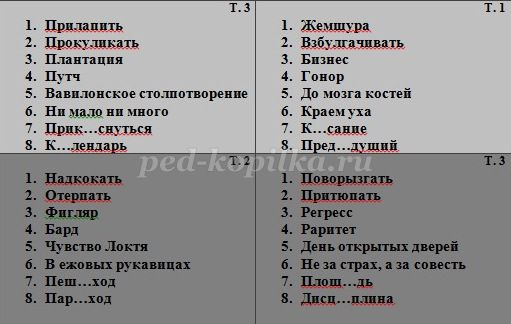 Т. 3
1. Прилапить
2. Прокуликать
3. Плантация
4. Путч
5. Вавилонское столпотворение
6. Ни мало ни много
7. Прик…снуться
8. К…лендарь
Т. 1
1. Жемшура
2. Взбулгачивать
3. Бизнес
4. Гонор
5. До мозга костей
6. Краем уха
7. К…сание
8. Пред…дущий
ped-kopilka.ru
Т. 2
1. Надкокать
2. Отерпать
3. Фигляр
4. Бард
5. Чувство Локтя
6. В ежовых рукавицах
7. Пеш…ход
8. Пар…ход
Т. 3
1. Поворызгать
2. Притюпать
3. Регресс
4. Раритет
5. День открытых дверей
6. Не за страх, а за совесть
7. Площ…дь
8. Дисц…плина